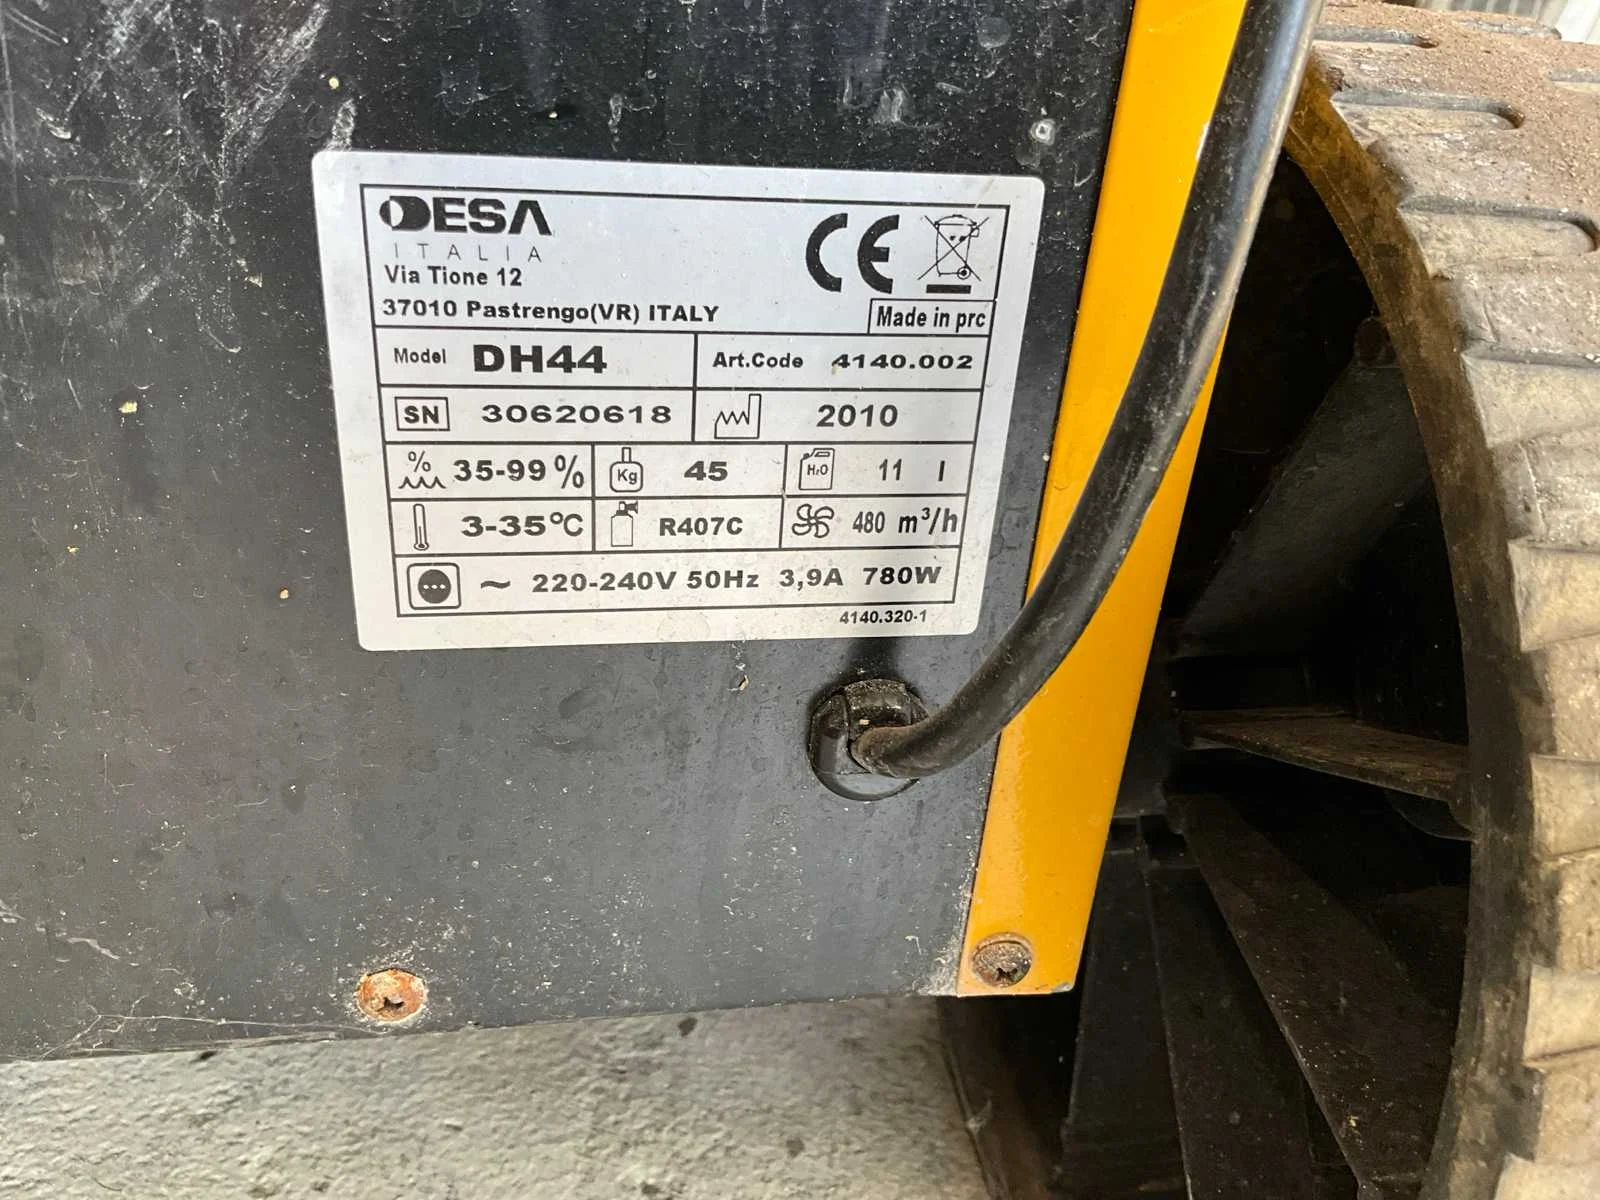 DESA
ITALIA
Via Tione 12
37010 Pastrengo(VR) ITALY
CE
Made in prc
Model DH44 Art.Code 4140.002
SN 30620618 2010
% 35-99% Kg 45 H₂O 11 l
3-35°C R407C 480 m³/h
~ 220-240V 50Hz 3,9A 780W
4140.320-1